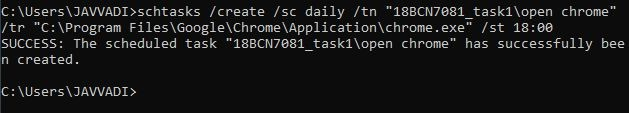 C:\Users\JAVVADI>schtasks /create /sc daily /tn "18BCN7081_task1\open chrome"
/tr "C:\Program Files\Google\Chrome\Application\chrome.exe" /st 18:00
SUCCESS: The scheduled task "18BCN7081_task1\open chrome" has successfully bee
n created.
C:\Users\JAVVADI>